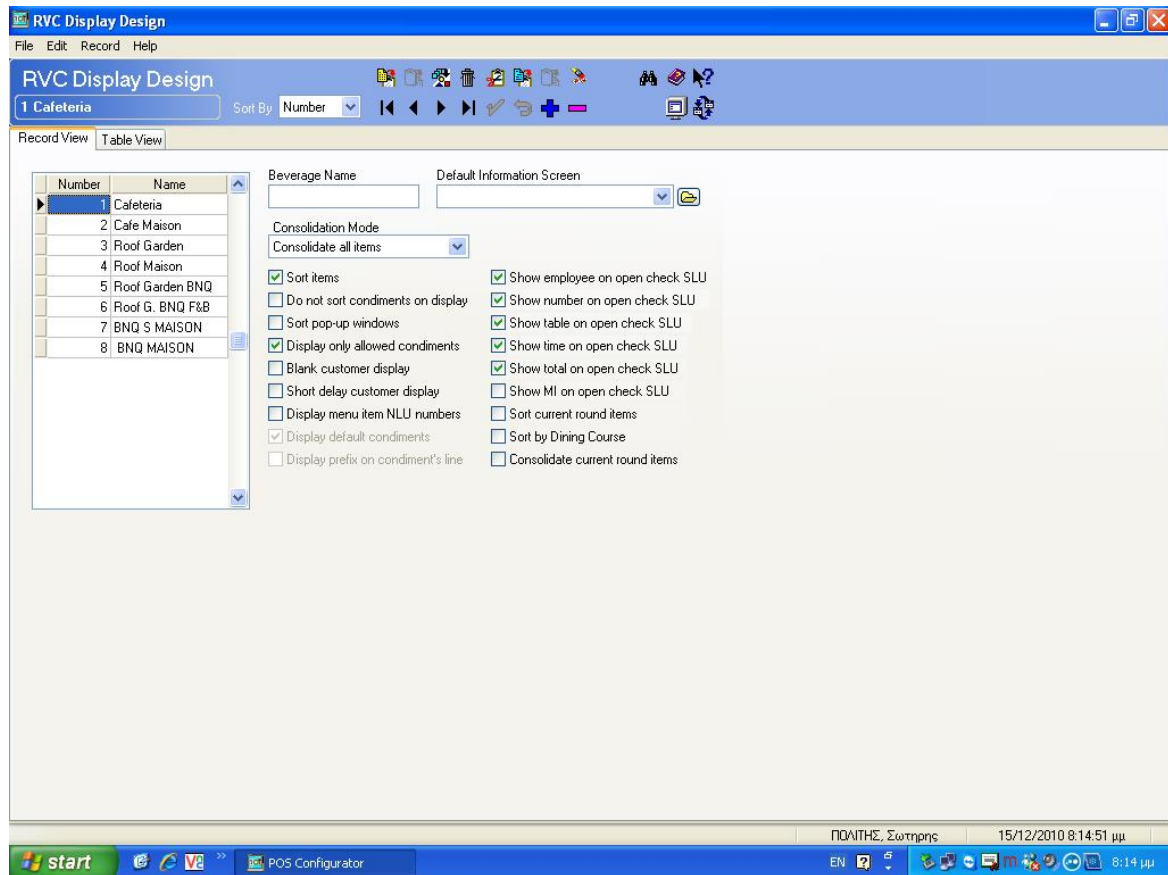 RVC Display Design
File Edit Record Help
RVC Display Design
1 Cafeteria
Sort By Number
Record View Table View
Number Name
1 Cafeteria
2 Cafe Maison
3 Roof Garden
4 Roof Maison
5 Roof Garden BNQ
6 Roof G. BNQ F&B
7 BNQ S MAISON
8 BNQ MAISON
Beverage Name Default Information Screen
Consolidation Mode
Consolidate all items
Sort items
Do not sort condiments on display
Sort pop-up windows
Display only allowed condiments
Blank customer display
Short delay customer display
Display menu item NLU numbers
Display default condiments
Display prefix on condiment's line
Show employee on open check SLU
Show number on open check SLU
Show table on open check SLU
Show time on open check SLU
Show total on open check SLU
Show MI on open check SLU
Sort current round items
Sort by Dining Course
Consolidate current round items
ΠΟΛΙΤΗΣ, Σωτηρης 15/12/2010 8:14:51 μμ
start POS Configurator EN 8:14 μμ